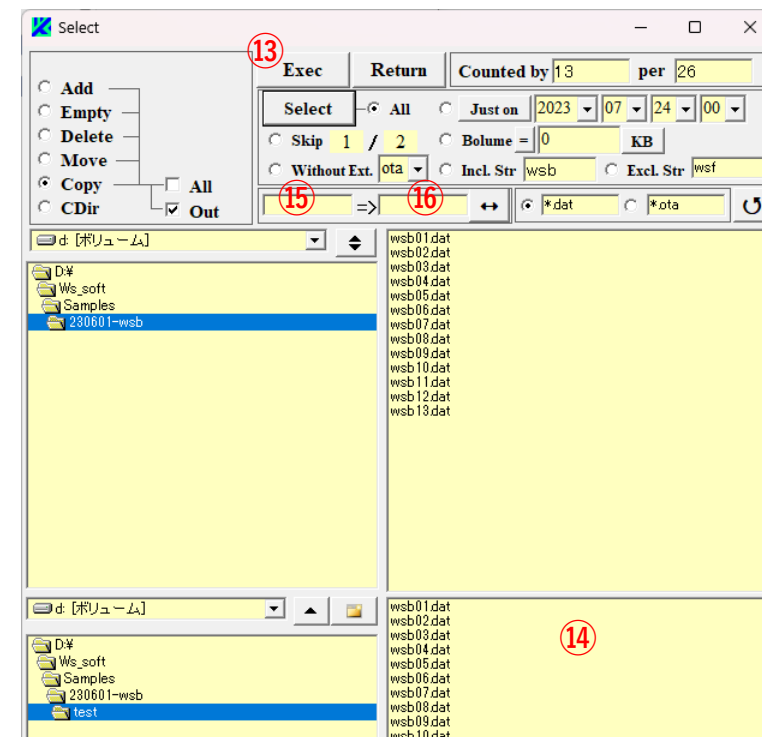 Select
⑬
Exec Return Counted by 13 per 26
Add
Empty
Delete
Move
Copy All
CDir Out
Select All Just on 2023 07 24 00
Skip 1 / 2 Bolume = 0 KB
Without Ext. ota Incl. Str wsb Excl. Str wsf
⑮ => ⑯ ↔ *.dat *.ota ↺
d: [ボリューム]
D:¥
Ws_soft
Samples
230601-wsb
wsb01.dat
wsb02.dat
wsb03.dat
wsb04.dat
wsb05.dat
wsb06.dat
wsb07.dat
wsb08.dat
wsb09.dat
wsb10.dat
wsb11.dat
wsb12.dat
wsb13.dat
d: [ボリューム]
D:¥
Ws_soft
Samples
230601-wsb
test
wsb01.dat
wsb02.dat
wsb03.dat
wsb04.dat
wsb05.dat
wsb06.dat
wsb07.dat
wsb08.dat
wsb09.dat
wsb10.dat
⑭